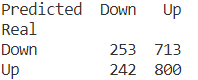 Predicted Down Up
Real
Down 253 713
Up 242 800